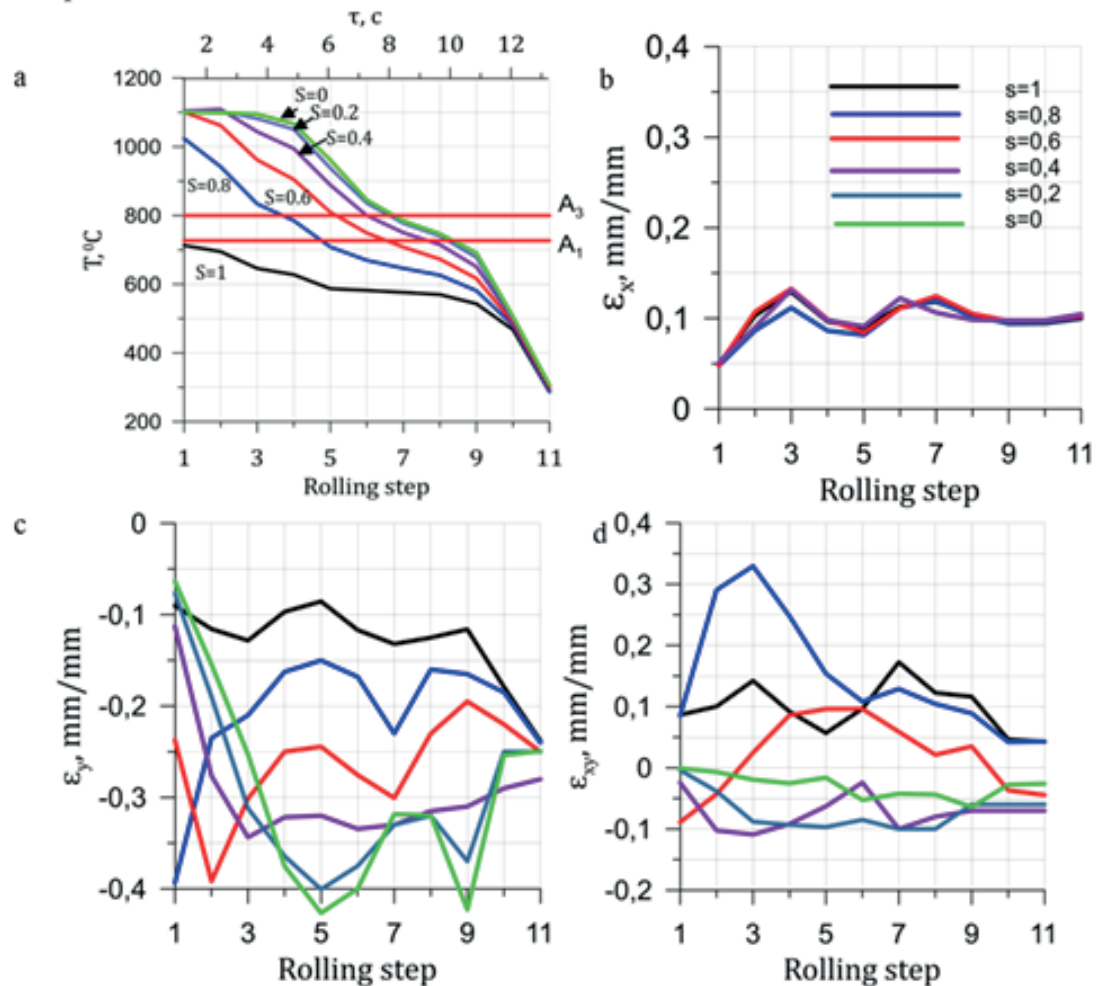 a
τ, c
2 4 6 8 10 12
1200
1000
800
600
400
200
T,⁰C
S=0
S=0.2
S=0.4
S=0.8
S=0.6
S=1
A₃
A₁
1 3 5 7 9 11
Rolling step
b
0,4
0,3
0,2
0,1
0
εx, mm/mm
s=1
s=0,8
s=0,6
s=0,4
s=0,2
s=0
1 3 5 7 9 11
Rolling step
c
0
-0,1
-0,2
-0,3
-0,4
εy, mm/mm
1 3 5 7 9 11
Rolling step
d
0,4
0,3
0,2
0,1
0
-0,1
-0,2
εxy, mm/mm
1 3 5 7 9 11
Rolling step